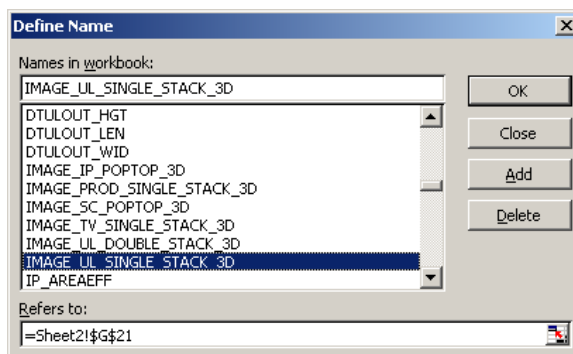 Define Name
Names in workbook:
IMAGE_UL_SINGLE_STACK_3D
OK
DTULOUT_HGT
DTULOUT_LEN
Close
DTULOUT_WID
IMAGE_IP_POPTOP_3D
Add
IMAGE_PROD_SINGLE_STACK_3D
IMAGE_SC_POPTOP_3D
IMAGE_TV_SINGLE_STACK_3D
Delete
IMAGE_UL_DOUBLE_STACK_3D
IMAGE_UL_SINGLE_STACK_3D
IP_AREAEFF
Refers to:
=Sheet2!$G$21